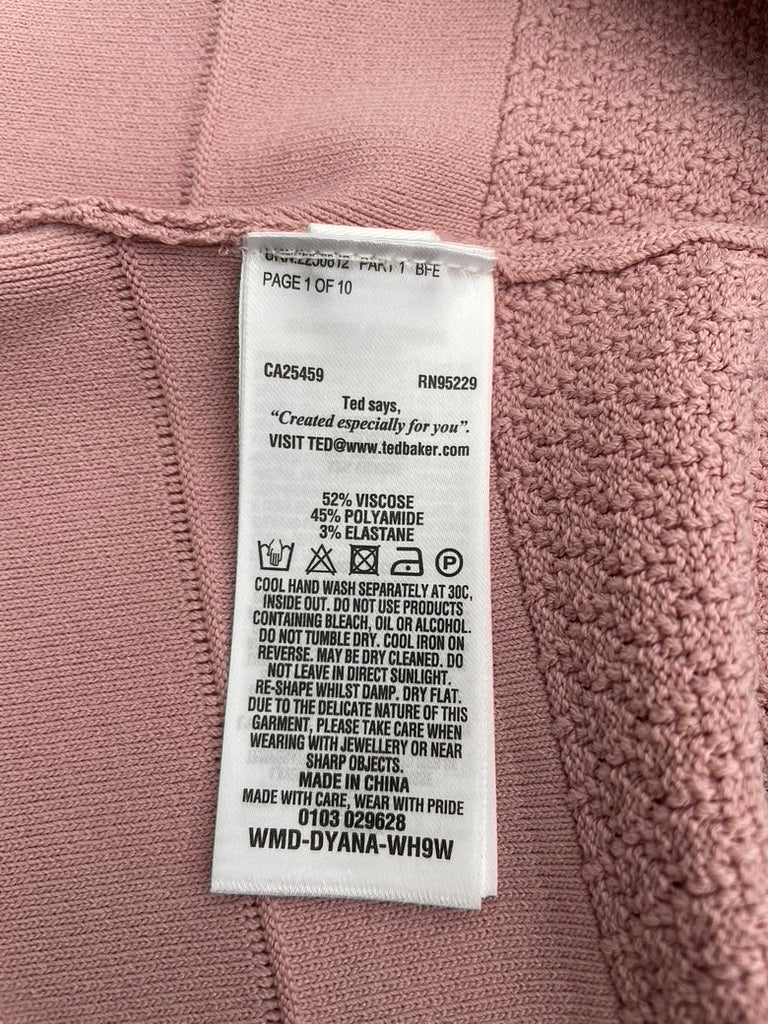 PART 1 BFE
PAGE 1 OF 10
CA25459 RN95229
Ted says,
“Created especially for you”.
VISIT TED@www.tedbaker.com
52% VISCOSE
45% POLYAMIDE
3% ELASTANE
P
COOL HAND WASH SEPARATELY AT 30C,
INSIDE OUT. DO NOT USE PRODUCTS
CONTAINING BLEACH, OIL OR ALCOHOL.
DO NOT TUMBLE DRY. COOL IRON ON
REVERSE. MAY BE DRY CLEANED. DO
NOT LEAVE IN DIRECT SUNLIGHT.
RE-SHAPE WHILST DAMP. DRY FLAT.
DUE TO THE DELICATE NATURE OF THIS
GARMENT, PLEASE TAKE CARE WHEN
WEARING WITH JEWELLERY OR NEAR
SHARP OBJECTS.
MADE IN CHINA
MADE WITH CARE, WEAR WITH PRIDE
0103 029628
WMD-DYANA-WH9W